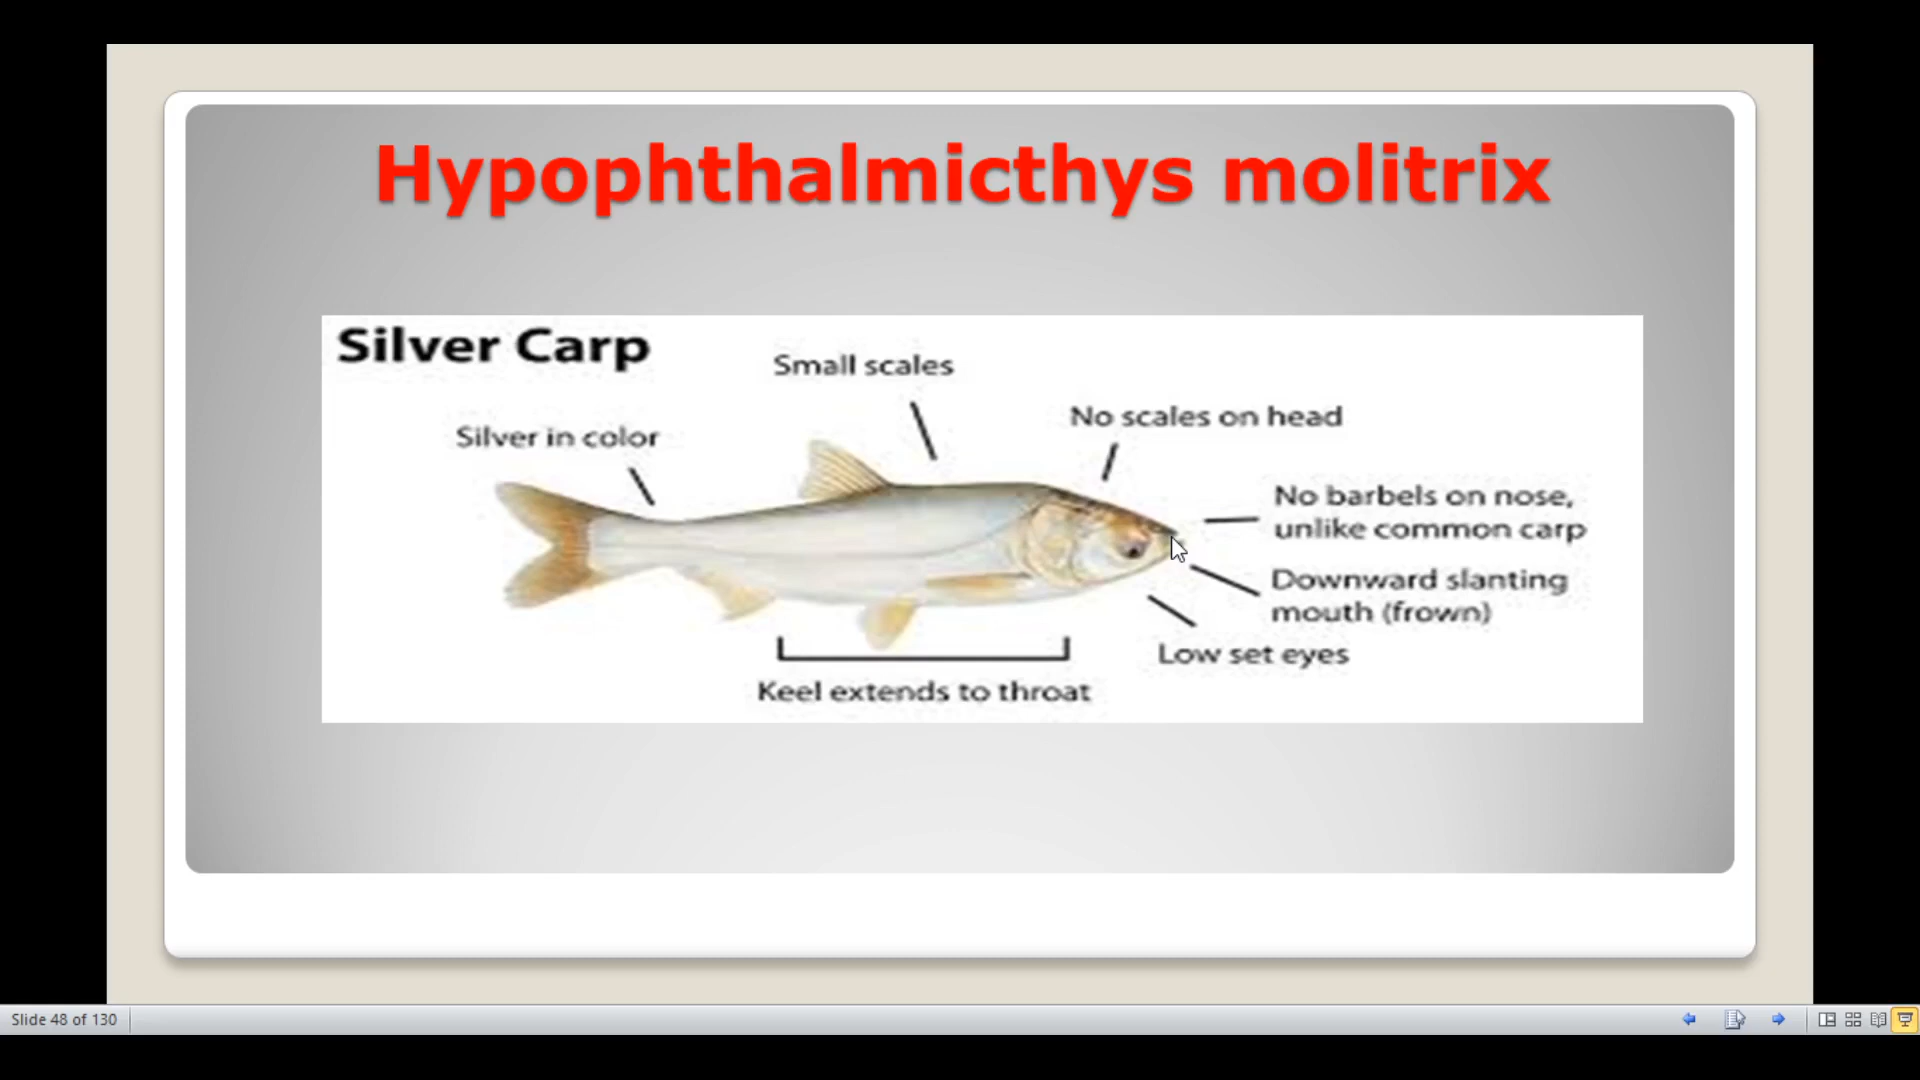 Hypophthalmicthys molitrix
Silver Carp
Small scales
No scales on head
Silver in color
No barbels on nose,
unlike common carp
Downward slanting
mouth (frown)
Low set eyes
Keel extends to throat
Slide 48 of 130